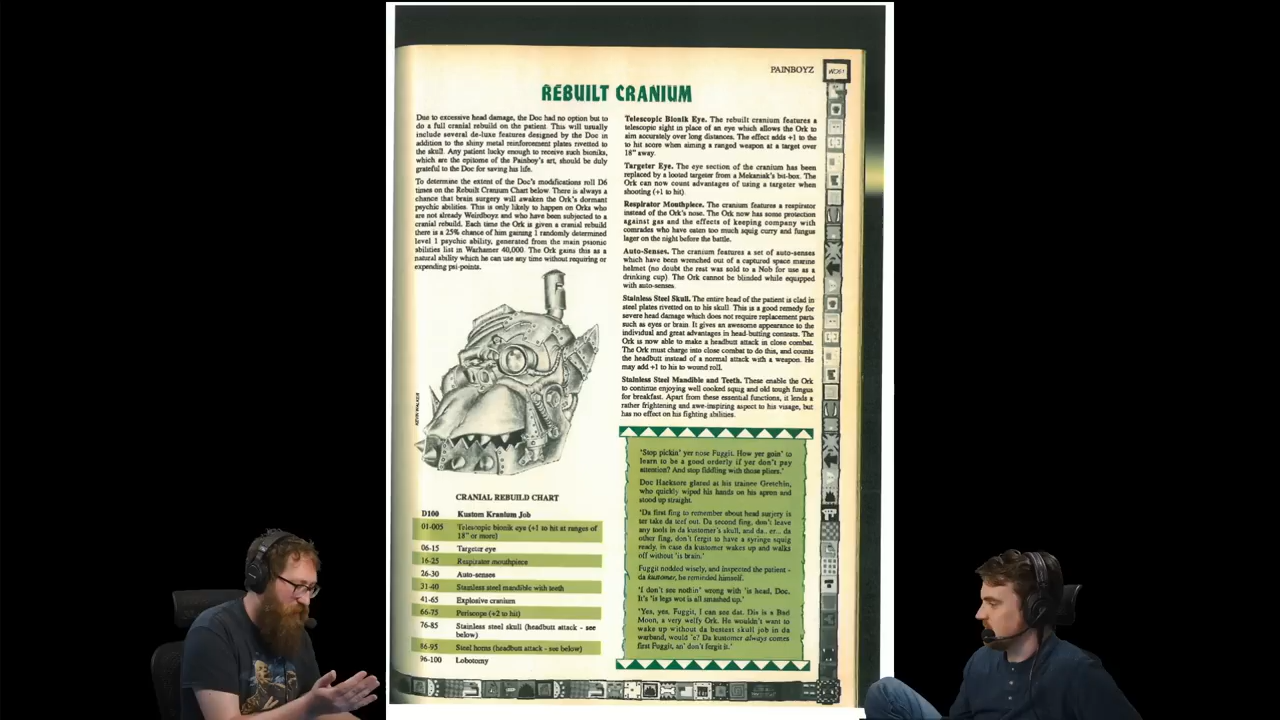 PAINBOYZ
REBUILT CRANIUM
Due to excessive head damage, the Doc had no option but to
do a full cranial rebuild on the patient. This will usually
include several de-luxe features designed by the Doc in
addition to the shiny metal reinforcement plates rivetted to
the skull. Any patient lucky enough to receive such bioniks,
which are the epitome of the Painboy's art, should be duly
grateful to the Doc for saving his life.
To determine the extent of the Doc's modifications roll D6
times on the Rebuilt Cranium Chart below. There is always a
chance that brain surgery will awaken the Ork's dormant
psychic abilities. This is only likely to happen on Orks who
are not already Weirdboyz and who have been subjected to a
cranial rebuild. Each time the Ork is given a cranial rebuild
there is a 25% chance of him gaining 1 randomly determined
level 1 psychic ability, generated from the main psionic
abilities list in Warhamer 40,000. The Ork gains this as a
natural ability which he can use any time without requiring or
expending psi-points.
KEVIN WALKER
CRANIAL REBUILD CHART
D100 Kustom Kranium Job
01-005 Telescopic bionik eye (+1 to hit at ranges of
18" or more)
06-15 Targeter eye
16-25 Respirator mouthpiece
26-30 Auto-senses
31-40 Stainless steel mandible with teeth
41-65 Explosive cranium
66-75 Periscope (+2 to hit)
76-85 Stainless steel skull (headbutt attack - see
below)
86-95 Steel horns (headbutt attack - see below)
96-100 Lobotomy
Telescopic Bionik Eye. The rebuilt cranium features a
telescopic sight in place of an eye which allows the Ork to
aim accurately over long distances. The effect adds +1 to the
to hit score when aiming a ranged weapon at a target over
18" away.
Targeter Eye. The eye section of the cranium has been
replaced by a looted targeter from a Mekaniak's bit-box. The
Ork can now count advantages of using a targeter when
shooting (+1 to hit).
Respirator Mouthpiece. The cranium features a respirator
instead of the Ork's nose. The Ork now has some protection
against gas and the effects of keeping company with
comrades who have eaten too much squig curry and fungus
lager on the night before the battle.
Auto-Senses. The cranium features a set of auto-senses
which have been wrenched out of a captured space marine
helmet (no doubt the rest was sold to a Nob for use as a
drinking cup). The Ork cannot be blinded while equipped
with auto-senses.
Stainless Steel Skull. The entire head of the patient is clad in
steel plates rivetted on to his skull. This is a good remedy for
severe head damage which does not require replacement parts
such as eyes or brain. It gives an awesome appearance to the
individual and great advantages in head-butting contests. The
Ork is now able to make a headbutt attack in close combat.
The Ork must charge into close combat to do this, and counts
the headbutt instead of a normal attack with a weapon. He
may add +1 to his to wound roll.
Stainless Steel Mandible and Teeth. These enable the Ork
to continue enjoying well cooked squig and old tough fungus
for breakfast. Apart from these essential functions, it lends a
rather frightening and awe-inspiring aspect to his visage, but
has no effect on his fighting abilities.
'Stop pickin' yer nose Fuggit. How yer goin' to
learn to be a good orderly if yer don't pay
attention? And stop fiddling with those pliers.'
Doc Hacksore glared at his trainee Gretchin,
who quickly wiped his hands on his apron and
stood up straight.
'Da first fing to remember about head surjery is
ter take da teef out. Da second fing, don't leave
any tools in da kustomer's skull, and da.. er... da
other fing, don't fergit to have a syringe squig
ready, in case da kustomer wakes up and walks
off without 'is brain.'
Fuggit nodded wisely, and inspected the patient -
da kustomer, he reminded himself.
'I don't see nothin' wrong with 'is head, Doc.
It's 'is legs wot is all smashed up.'
'Yes, yes, Fuggit, I can see dat. Dis is a Bad
Moon, a very welfy Ork. He wouldn't want to
wake up without da bestest skull job in da
warband, would 'e? Da kustomer always comes
first Fuggit, an' don't fergit it.'